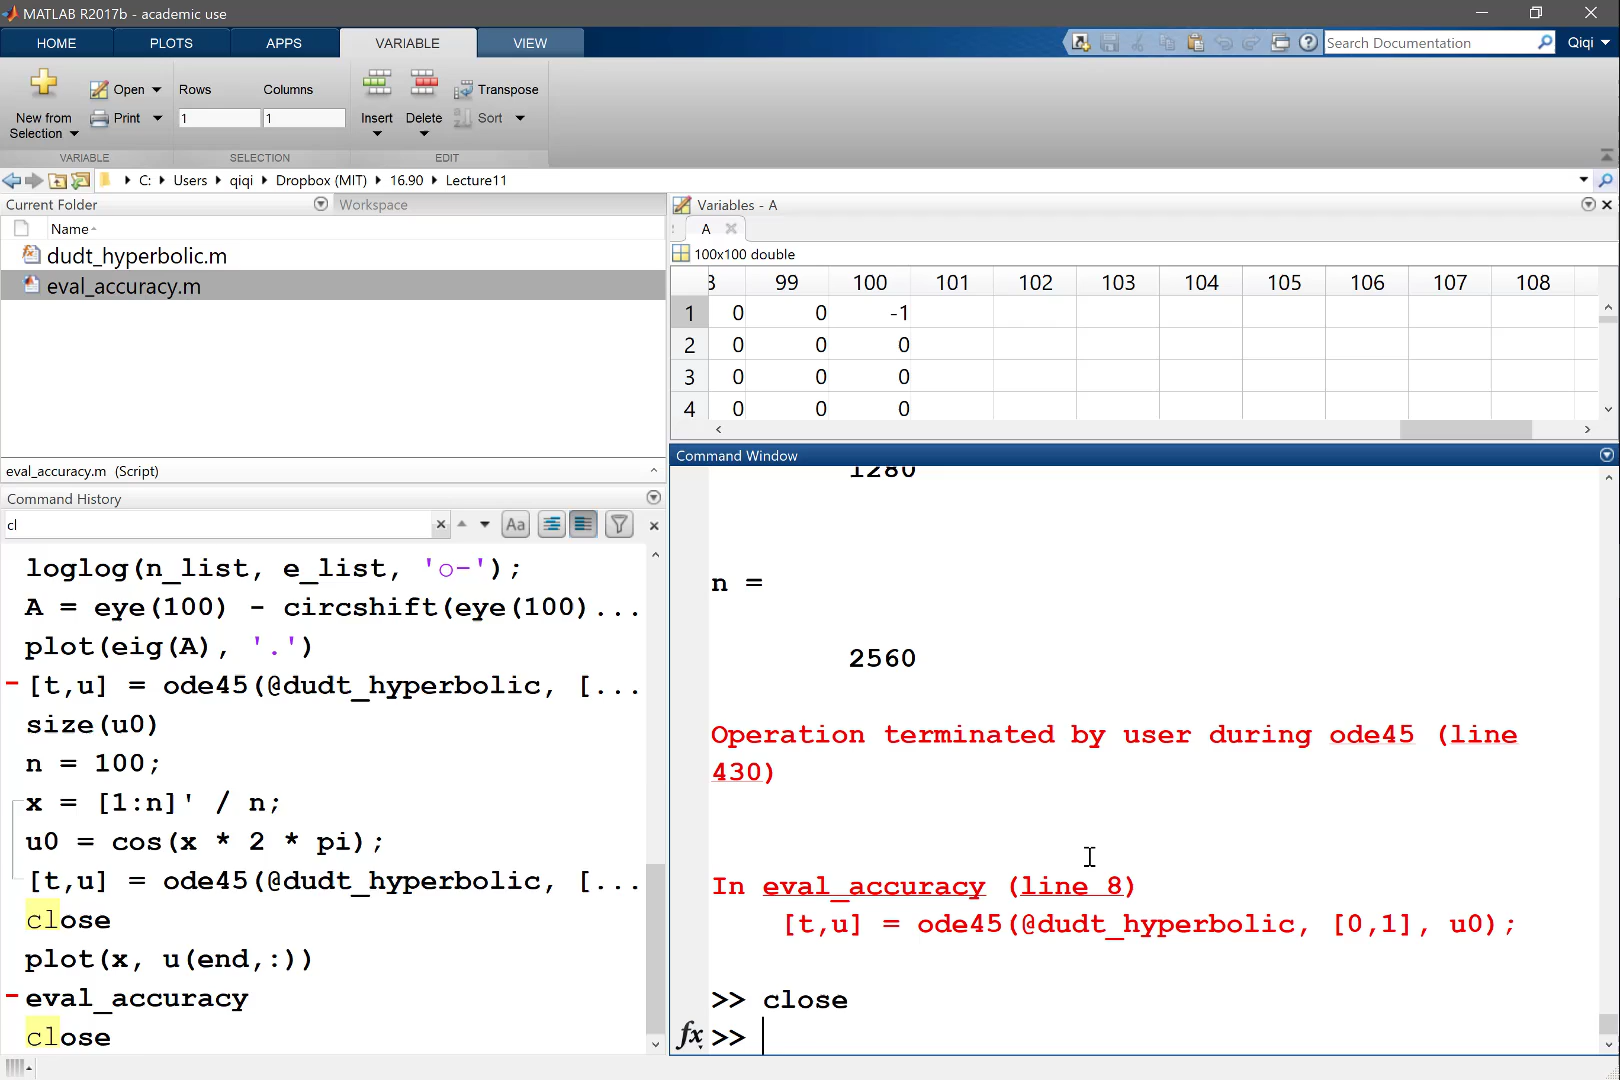 MATLAB R2017b - academic use
HOME PLOTS APPS VARIABLE VIEW
Search Documentation
Qiqi
New from
Selection
Open
Print
VARIABLE
Rows Columns
1 1
SELECTION
Insert Delete
Transpose
Sort
EDIT
C: Users qiqi Dropbox (MIT) 16.90 Lecture11
Current Folder
Workspace
Name
dudt_hyperbolic.m
eval_accuracy.m
eval_accuracy.m (Script)
Command History
cl
Aa
loglog(n_list, e_list, 'o-');
A = eye(100) - circshift(eye(100)...
plot(eig(A), '.')
[t,u] = ode45(@dudt_hyperbolic, [...
size(u0)
n = 100;
x = [1:n]' / n;
u0 = cos(x * 2 * pi);
[t,u] = ode45(@dudt_hyperbolic, [...
close
plot(x, u(end,:))
eval_accuracy
close
Variables - A
A
100x100 double
99 100 101 102 103 104 105 106 107 108
1 0 0 -1
2 0 0 0
3 0 0 0
4 0 0 0
Command Window
1280
n =
2560
Operation terminated by user during ode45 (line
430)
In eval_accuracy (line 8)
[t,u] = ode45(@dudt_hyperbolic, [0,1], u0);
>> close
fx >>